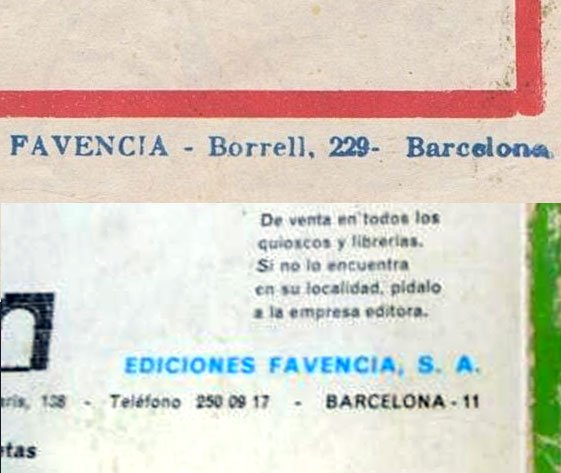 FAVENCIA - Borrell, 229- Barcelona
De venta en todos los
quioscos y librerías.
Si no lo encuentra
en su localidad, pídalo
a la empresa editora.
EDICIONES FAVENCIA, S. A.
138 - Teléfono 250 09 17 - BARCELONA - 11